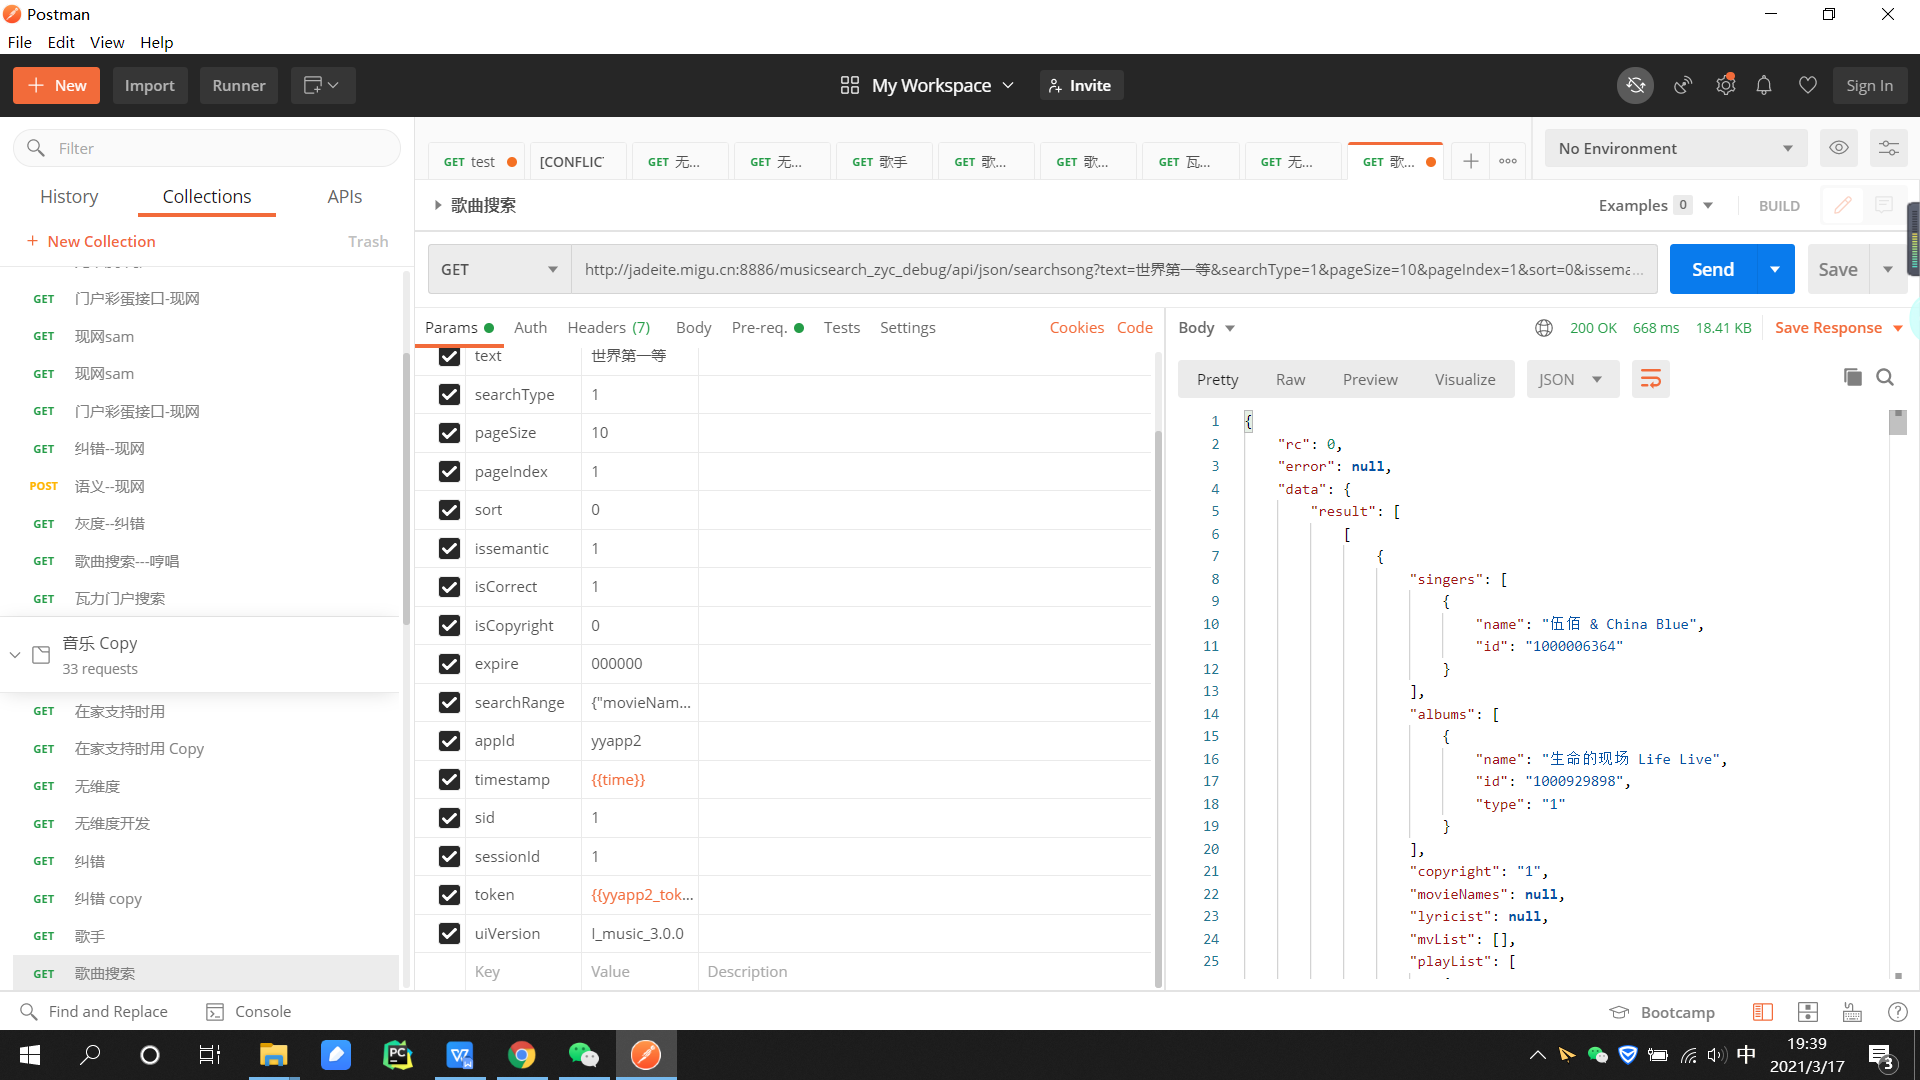 Postman
File Edit View Help
New Import Runner My Workspace Invite Sign In
Filter
History Collections APIs
+ New Collection Trash
GET 门户彩蛋接口-现网
GET 现网sam
GET 现网sam
GET 门户彩蛋接口-现网
GET 纠错--现网
POST 语义--现网
GET 灰度--纠错
GET 歌曲搜索---哼唱
GET 瓦力门户搜索
音乐 Copy
33 requests
GET 在家支持时用
GET 在家支持时用 Copy
GET 无维度
GET 无维度开发
GET 纠错
GET 纠错 copy
GET 歌手
GET 歌曲搜索
GET test [CONFLICT GET 无... GET 无... GET 歌手 GET 歌... GET 歌... GET 瓦... GET 无... GET 歌... No Environment
歌曲搜索 Examples 0 BUILD
GET http://jadeite.migu.cn:8886/musicsearch_zyc_debug/api/json/searchsong?text=世界第一等&searchType=1&pageSize=10&pageIndex=1&sort=0&issema... Send Save
Params Auth Headers (7) Body Pre-req. Tests Settings Cookies Code
text 世界第一等
searchType 1
pageSize 10
pageIndex 1
sort 0
issemantic 1
isCorrect 1
isCopyright 0
expire 000000
searchRange {"movieNam...
appId yyapp2
timestamp {{time}}
sid 1
sessionId 1
token {{yyapp2_tok...
uiVersion I_music_3.0.0
Key Value Description
Body 200 OK 668 ms 18.41 KB Save Response
Pretty Raw Preview Visualize JSON
1 {
2 "rc": 0,
3 "error": null,
4 "data": {
5 "result": [
6 [
7 {
8 "singers": [
9 {
10 "name": "伍佰 & China Blue",
11 "id": "1000006364"
12 }
13 ],
14 "albums": [
15 {
16 "name": "生命的现场 Life Live",
17 "id": "1000929898",
18 "type": "1"
19 }
20 ],
21 "copyright": "1",
22 "movieNames": null,
23 "lyricist": null,
24 "mvList": [],
25 "playList": [
Find and Replace Console Bootcamp
中 19:39
2021/3/17 3